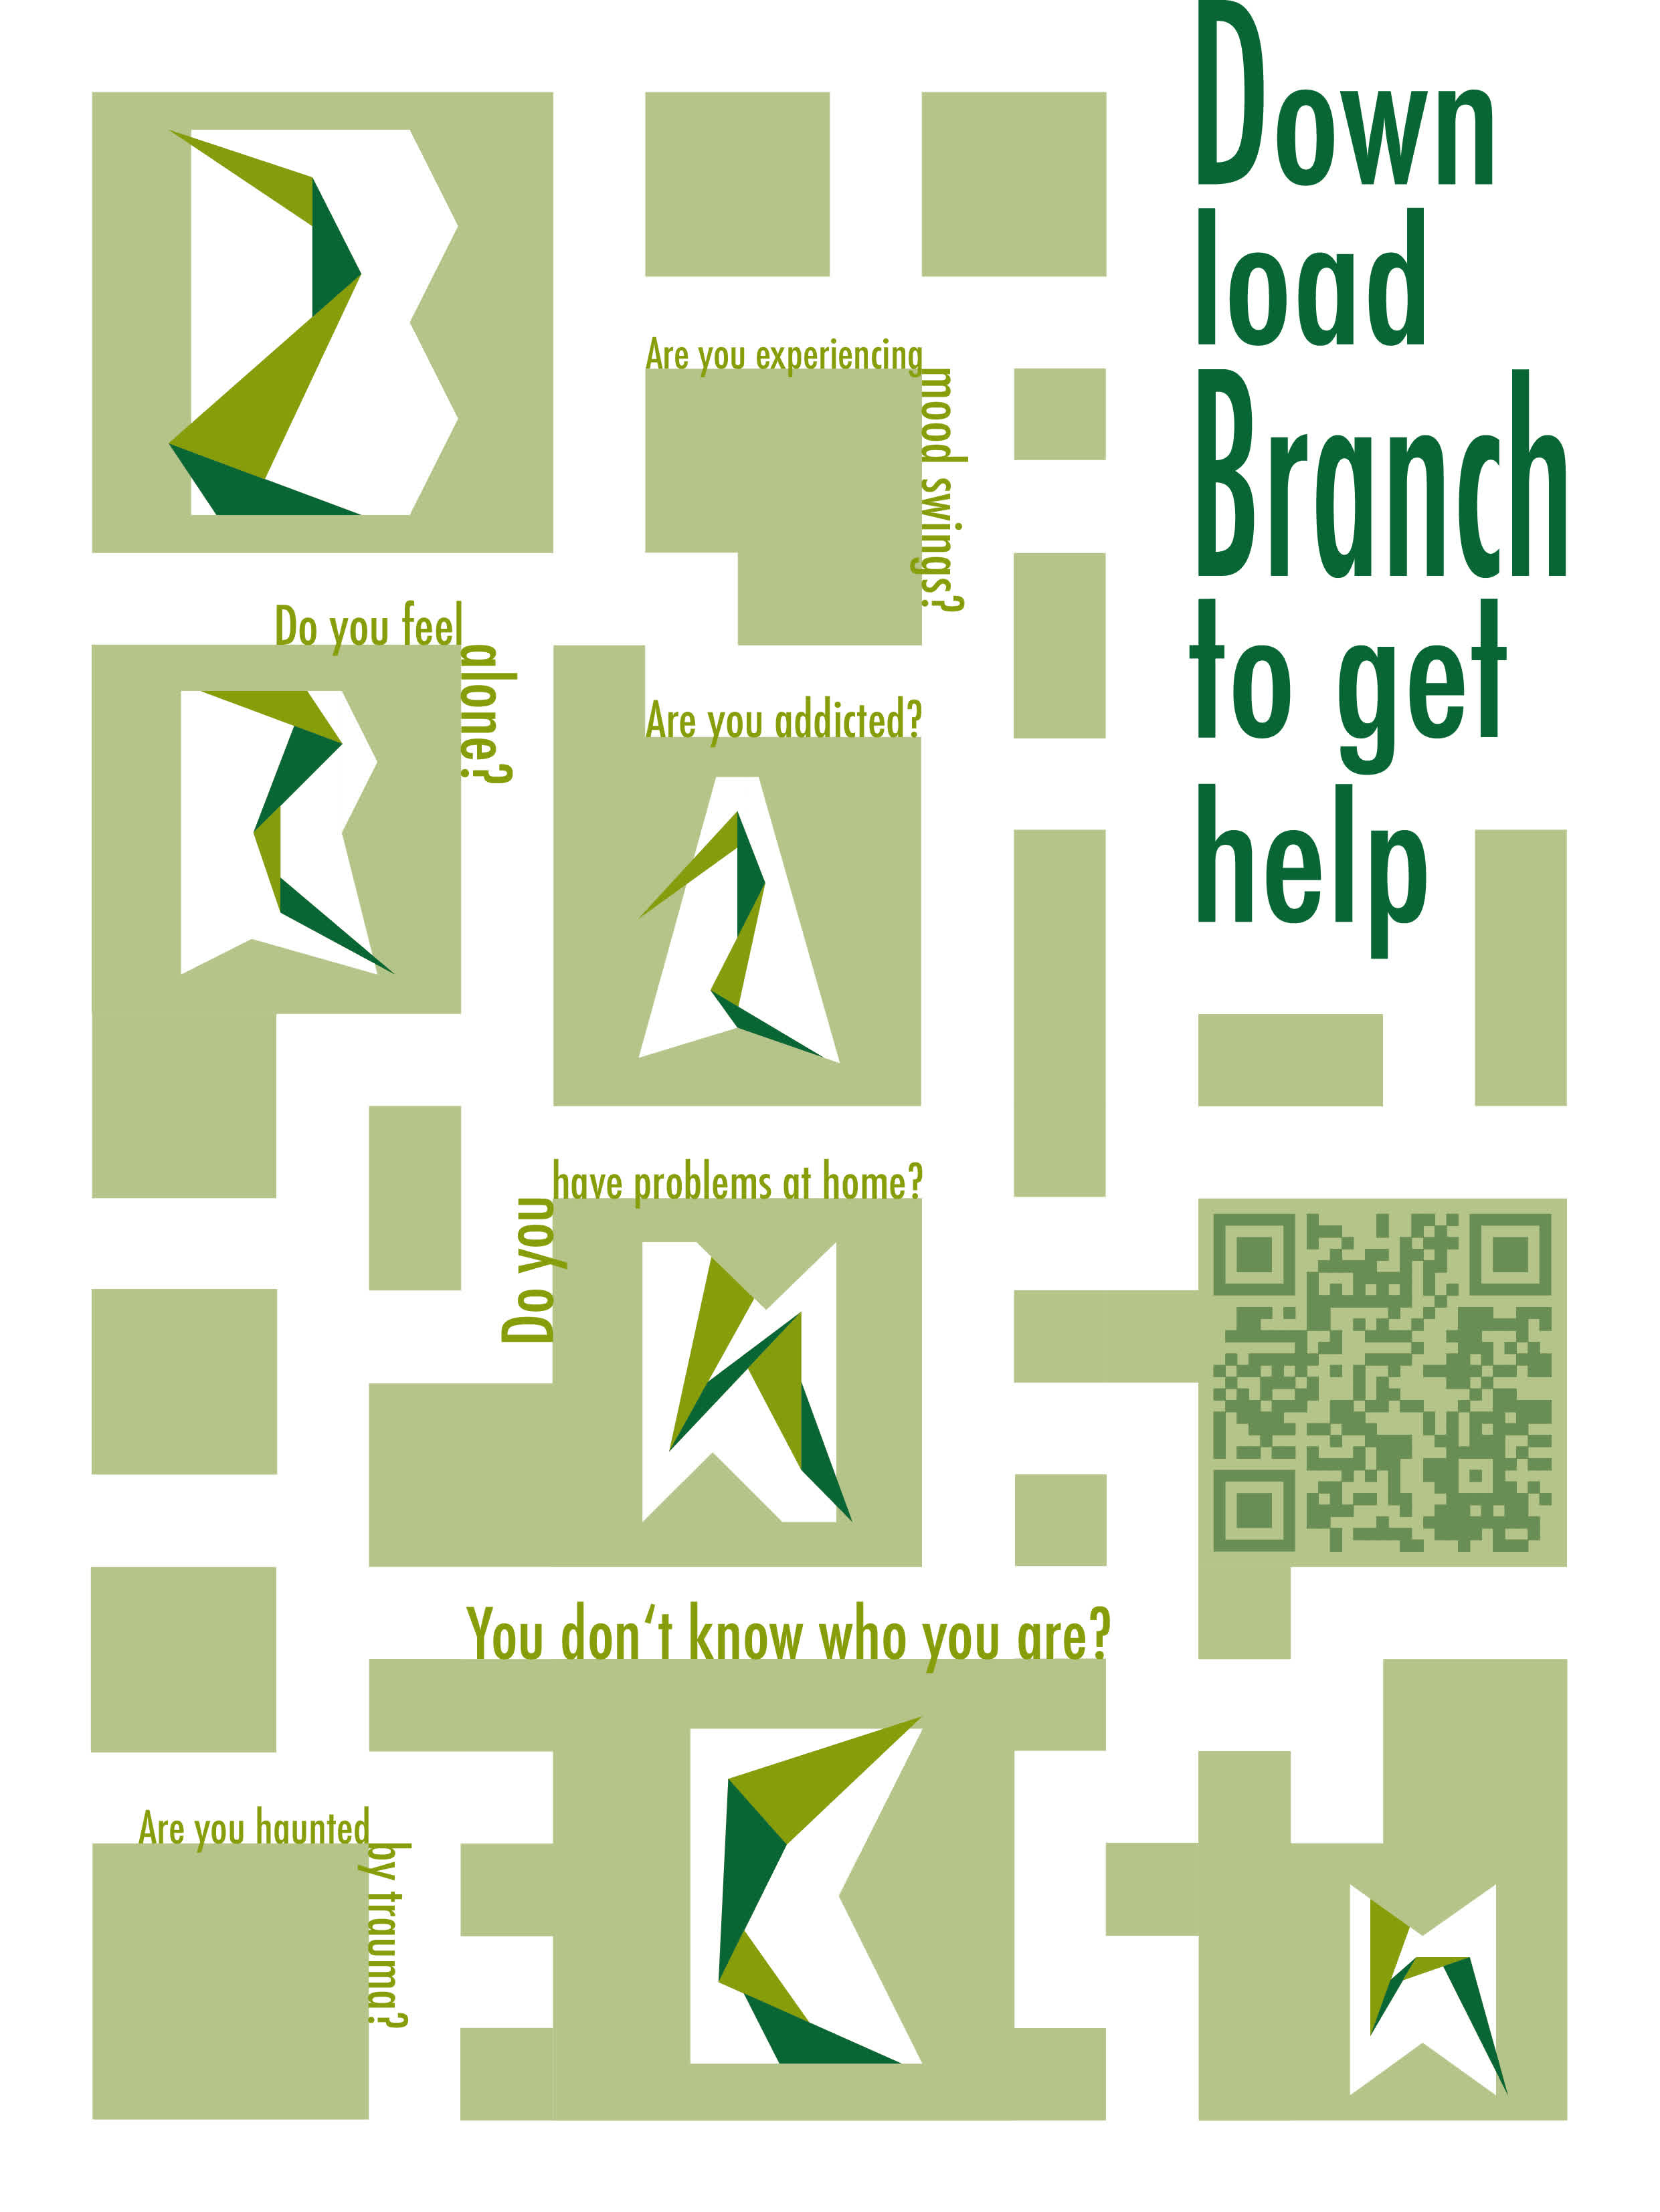 Down
load
Branch
to get
help
Are you experiencing
mood swings?
Do you feel
alone?
Are you addicted?
Do you
have problems at home?
You don‘t know who you are?
Are you haunted
by trauma?